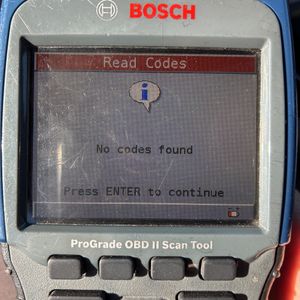 BOSCH
Read Codes
i
No codes found
Press ENTER to continue
ProGrade OBD II Scan Tool